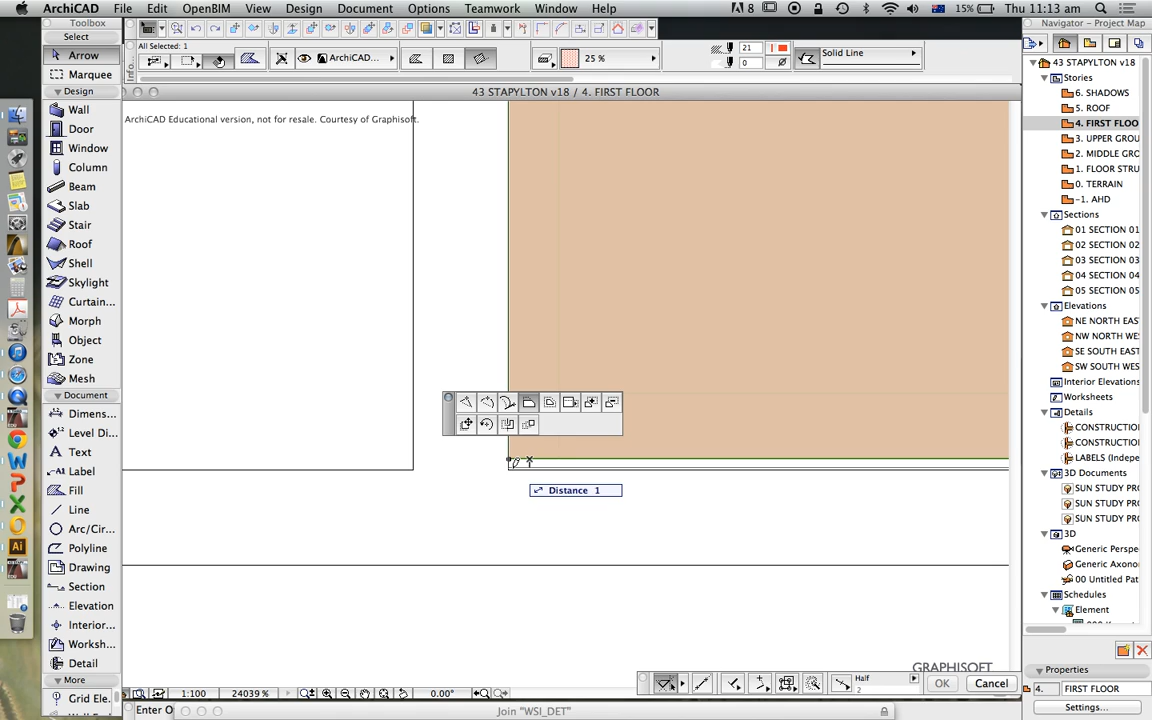 ArchiCAD File Edit OpenBIM View Design Document Options Teamwork Window Help 8 15% Thu 11:13 am
Toolbox
Select
Arrow
Marquee
Design
Wall
Door
Window
Column
Beam
Slab
Stair
Roof
Shell
Skylight
Curtain...
Morph
Object
Zone
Mesh
Document
Dimens...
Level Di...
Text
Label
Fill
Line
Arc/Cir...
Polyline
Drawing
Section
Elevation
Interior...
Worksh...
Detail
More
Grid Ele...
All Selected: 1
ArchiCAD...
25 %
21
0
Solid Line
43 STAPYLTON v18 / 4. FIRST FLOOR
ArchiCAD Educational version, not for resale. Courtesy of Graphisoft.
Distance 1
GRAPHISOFT
Half
2
OK
Cancel
1:100
24039 %
0.00°
Enter O
Join "WSI_DET"
Navigator - Project Map
43 STAPYLTON v18
Stories
6. SHADOWS
5. ROOF
4. FIRST FLOO
3. UPPER GROU
2. MIDDLE GRO
1. FLOOR STRU
0. TERRAIN
-1. AHD
Sections
01 SECTION 01
02 SECTION 02
03 SECTION 03
04 SECTION 04
05 SECTION 05
Elevations
NE NORTH EAS
NW NORTH WE
SE SOUTH EAST
SW SOUTH WES
Interior Elevations
Worksheets
Details
CONSTRUCTION
CONSTRUCTION
LABELS (Indepe
3D Documents
SUN STUDY PR
SUN STUDY PR
SUN STUDY PR
3D
Generic Perspe
Generic Axono
00 Untitled Pat
Schedules
Element
Properties
4.
FIRST FLOOR
Settings...